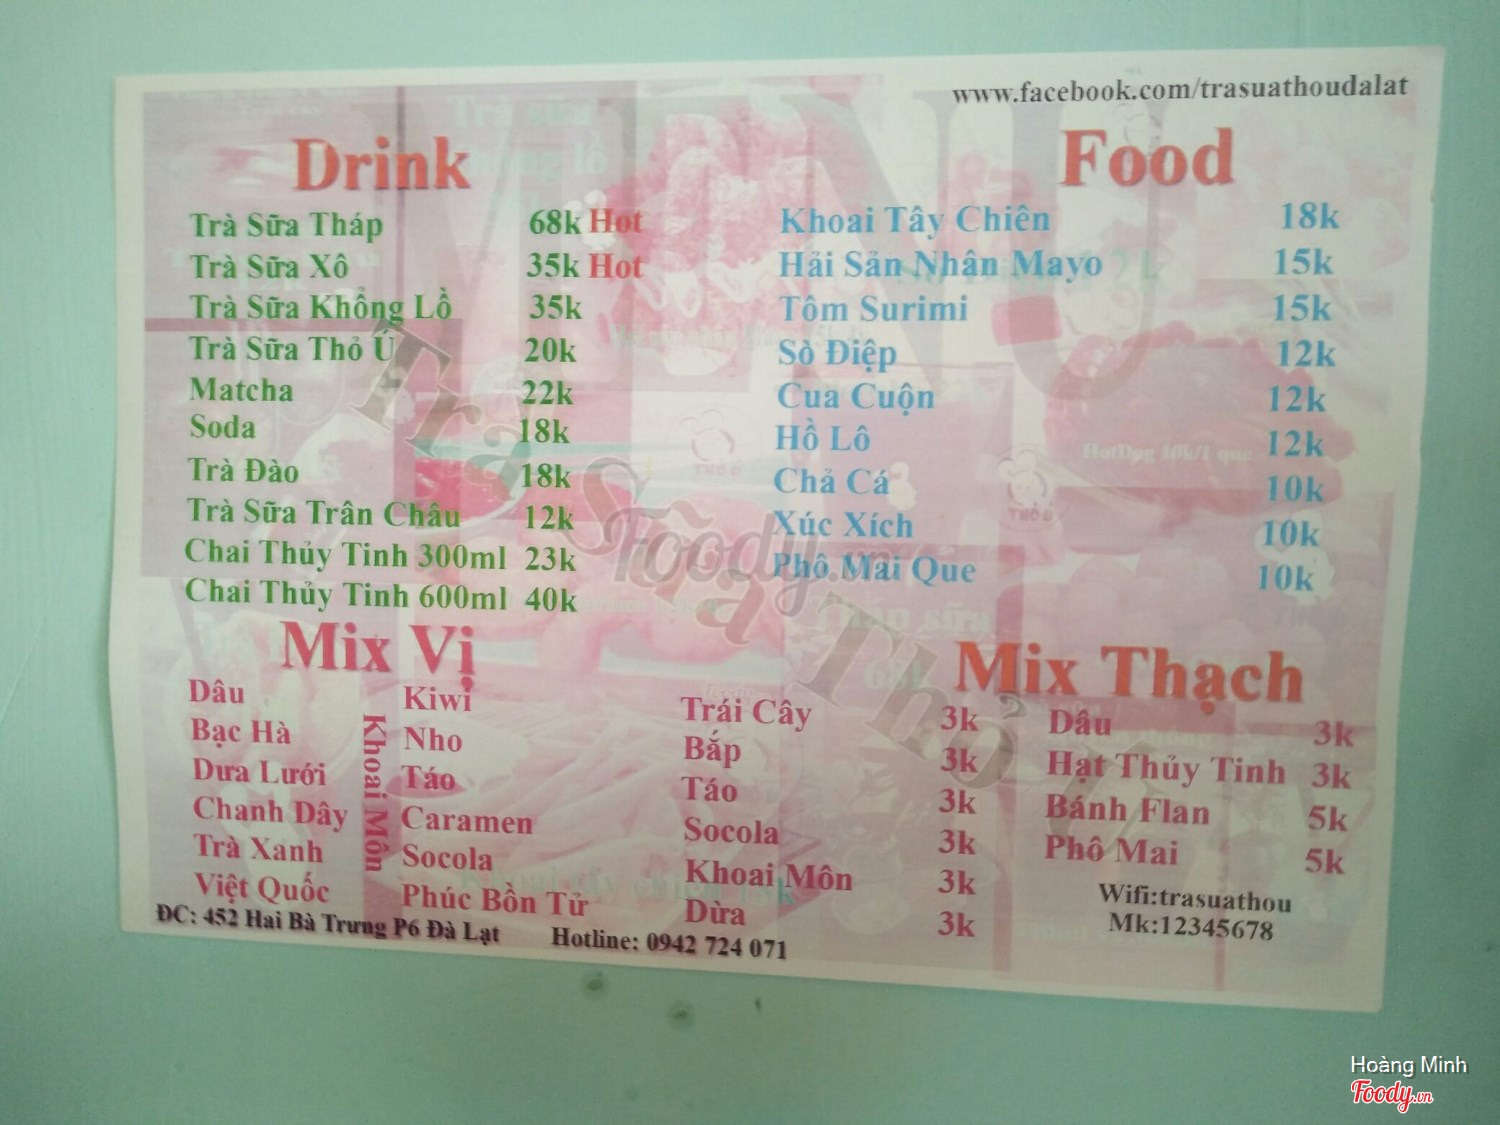 www.facebook.com/trasuathoudalat
Drink
Trà Sữa Tháp 68k Hot
Trà Sữa Xô 35k Hot
Trà Sữa Khổng Lồ 35k
Trà Sữa Thỏ Ú 20k
Matcha 22k
Soda 18k
Trà Đào 18k
Trà Sữa Trân Châu 12k
Chai Thủy Tinh 300ml 23k
Chai Thủy Tinh 600ml 40k
Food
Khoai Tây Chiên 18k
Hải Sản Nhân Mayo 15k
Tôm Surimi 15k
Sò Điệp 12k
Cua Cuộn 12k
Hồ Lô 12k
Chả Cá 10k
Xúc Xích 10k
Phô Mai Que 10k
MENU
Trà Sữa Thỏ Ú
Foody.vn
Mix Vị
Dâu
Bạc Hà
Dưa Lưới
Chanh Dây
Trà Xanh
Việt Quốc
Khoai Môn
Kiwi
Nho
Táo
Caramen
Socola
Phúc Bồn Tử
Mix Thạch
Trái Cây 3k
Bắp 3k
Táo 3k
Socola 3k
Khoai Môn 3k
Dừa 3k
Dâu 3k
Hạt Thủy Tinh 3k
Bánh Flan 5k
Phô Mai 5k
Wifi:trasuathou
Mk:12345678
ĐC: 452 Hai Bà Trưng P6 Đà Lạt Hotline: 0942 724 071
Hoàng Minh
Foody.vn